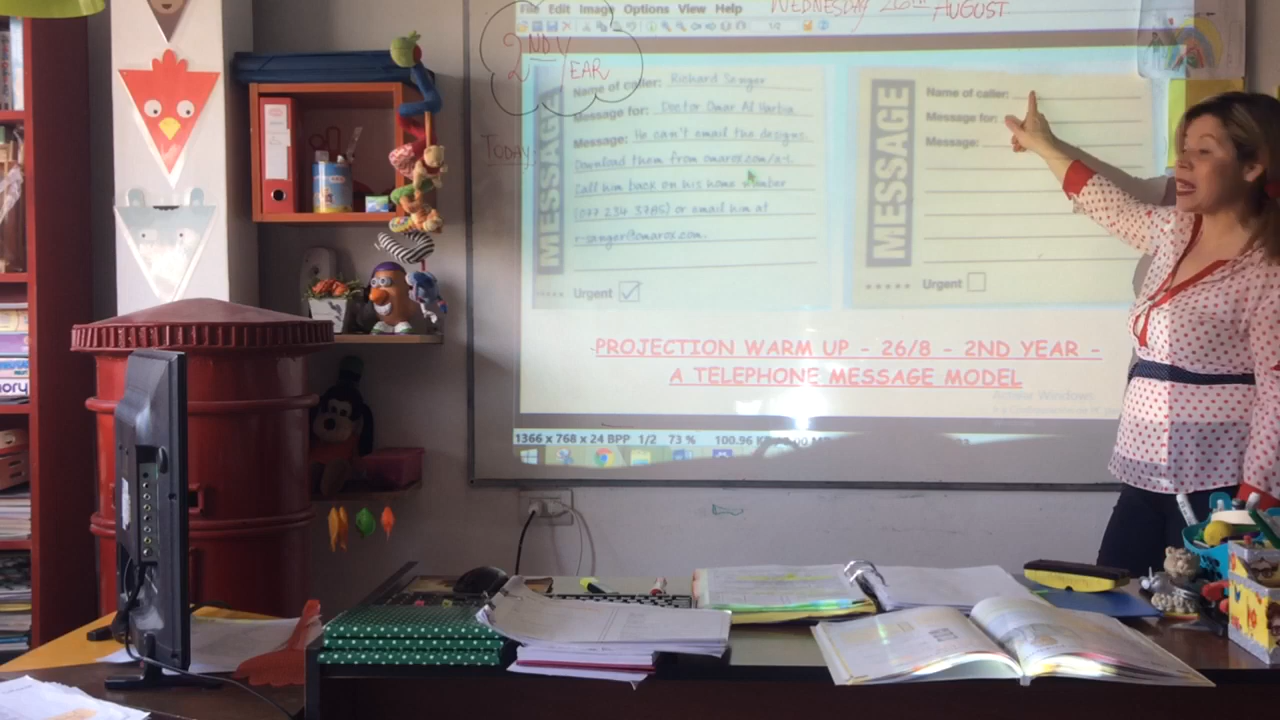 File Edit Image Options View Help
WEDNESDAY 26TH AUGUST
2ND YEAR
TODAY:
MESSAGE
Name of caller: Richard Sanger
Message for: Doctor Omar Al Harbia
Message: He can't email the designs.
Download them from omarox.com/a-l.
Call him back on his home number
(077 234 3785) or email him at
r-sanger@omarox.com.
Urgent
MESSAGE
Name of caller:
Message for:
Message:
Urgent
PROJECTION WARM UP - 26/8 - 2ND YEAR -
A TELEPHONE MESSAGE MODEL
1366 x 768 x 24 BPP 1/2 73 % 100.96